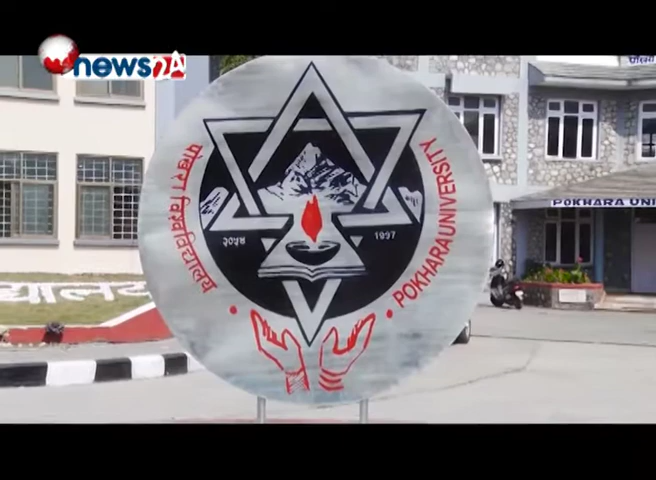 news24
पोखरा विश्वविद्यालय
POKHARA UNIVERSITY
२०५४
1997
POKHARA UNI